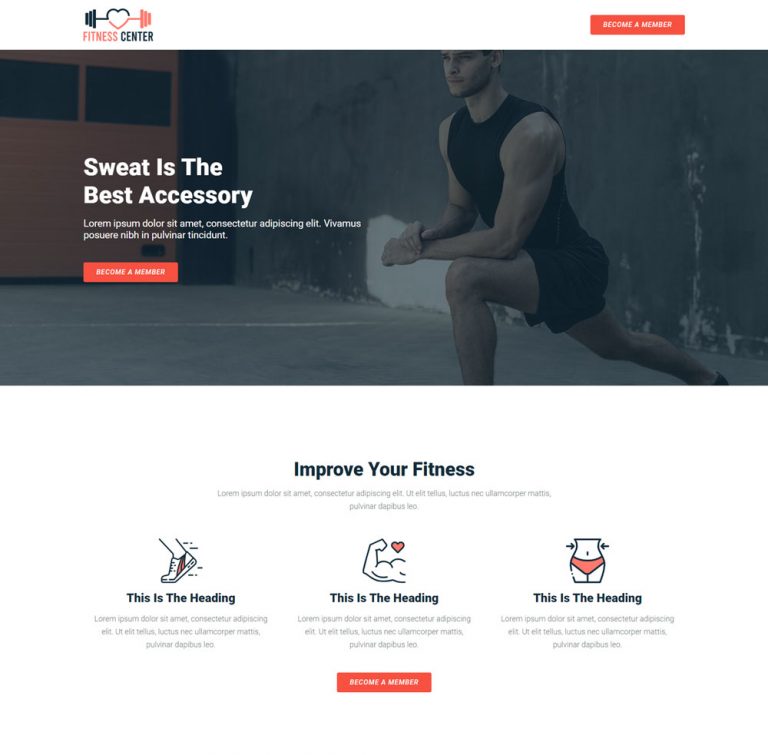 FITNESS CENTER
BECOME A MEMBER
Sweat Is The
Best Accessory
Lorem ipsum dolor sit amet, consectetur adipiscing elit. Vivamus
posuere nibh in pulvinar tincidunt.
BECOME A MEMBER
Improve Your Fitness
Lorem ipsum dolor sit amet, consectetur adipiscing elit. Ut elit tellus, luctus nec ullamcorper mattis,
pulvinar dapibus leo.
This Is The Heading
Lorem ipsum dolor sit amet, consectetur adipiscing
elit. Ut elit tellus, luctus nec ullamcorper mattis,
pulvinar dapibus leo.
This Is The Heading
Lorem ipsum dolor sit amet, consectetur adipiscing
elit. Ut elit tellus, luctus nec ullamcorper mattis,
pulvinar dapibus leo.
This Is The Heading
Lorem ipsum dolor sit amet, consectetur adipiscing
elit. Ut elit tellus, luctus nec ullamcorper mattis,
pulvinar dapibus leo.
BECOME A MEMBER